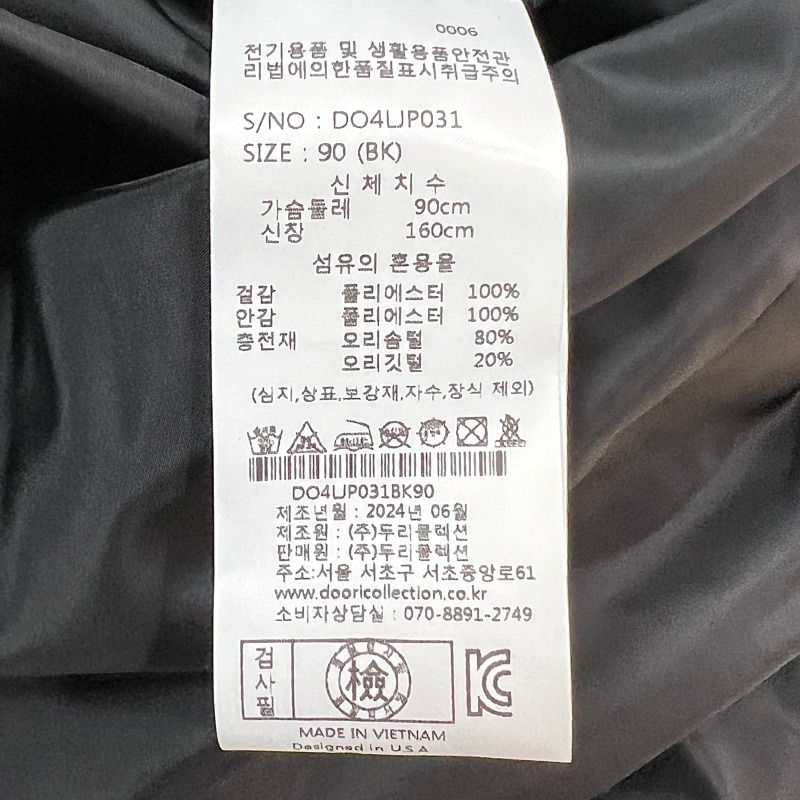 0006
전기용품 및 생활용품안전관
리법에의한품질표시취급주의
S/NO : DO4UJP031
SIZE : 90 (BK)
신 체 치 수
가슴둘레 90cm
신장 160cm
섬유의 혼용율
겉감 폴리에스터 100%
안감 폴리에스터 100%
충전재 오리솜털 80%
오리깃털 20%
(심지,상표,보강재,자수,장식 제외)
DO4UJP031BK90
제조년월 : 2024년 06월
제조원 : (주)두리콜렉션
판매원 : (주)두리콜렉션
주소:서울 서초구 서초중앙로61
www.dooricollection.co.kr
소비자상담실 : 070-8891-2749
검사필
檢
KC
MADE IN VIETNAM
Designed in U.S.A